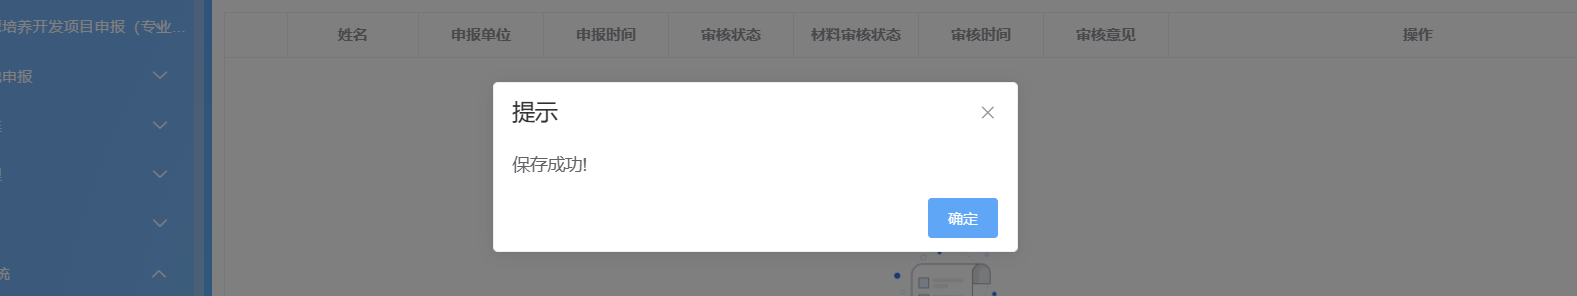 培养开发项目申报（专业...
姓名 申报单位 申报时间 审核状态 材料审核状态 审核时间 审核意见 操作
申报
提示
保存成功!
确定